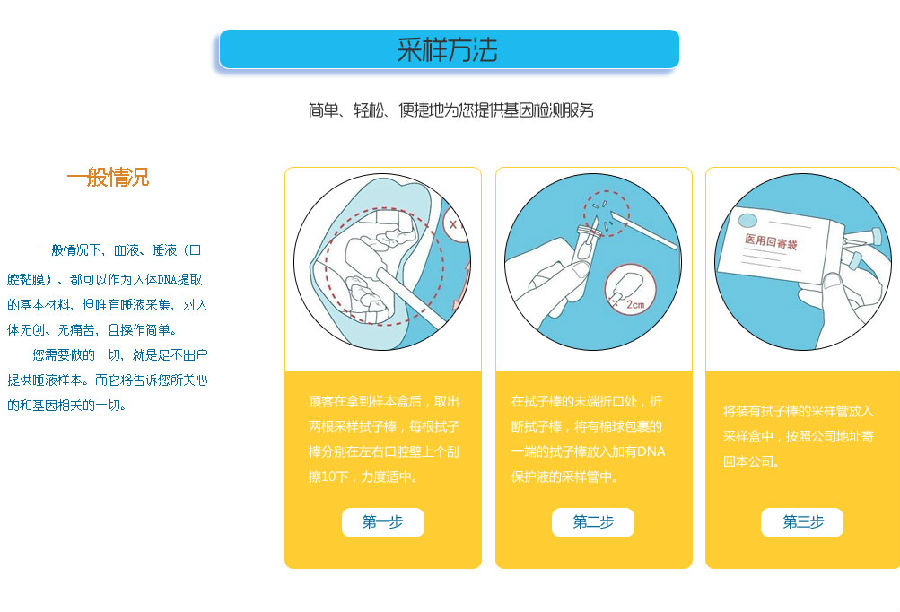 采样方法
简单、轻松、便捷地为您提供基因检测服务
一般情况
般情况下，血液、唾液（口
腔黏膜）、都可以作为人体DNA提取
的基本材料，但唯有唾液采集，对人
体无创、无痛苦，且操作简单。
您需要做的 切，就是足不出户
提供唾液样本。而它将告诉您所关心
的和基因相关的一切。
×1
2cm
医用回寄袋
顾客在拿到样本盒后，取出
两根采样拭子棒，每根拭子
棒分别在左右口腔壁上个刮
擦10下，力度适中。
第一步
在拭子棒的末端折口处，折
断拭子棒，将有棉球包裹的
一端的拭子棒放入加有DNA
保护液的采样管中。
第二步
将装有拭子棒的采样管放入
采样盒中，按照公司地址寄
回本公司。
第三步